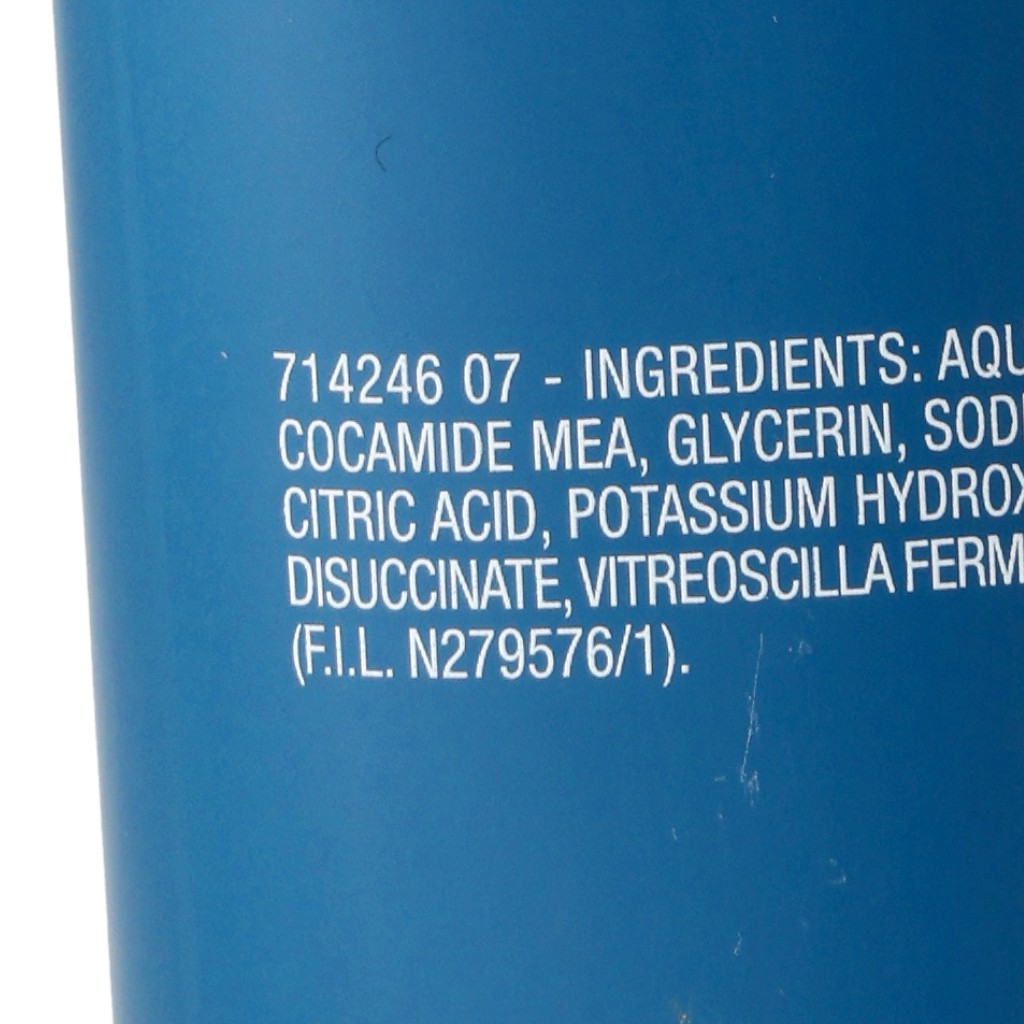 714246 07 - INGREDIENTS: AQU
COCAMIDE MEA, GLYCERIN, SOD
CITRIC ACID, POTASSIUM HYDROX
DISUCCINATE, VITREOSCILLA FERM
(F.I.L. N279576/1).